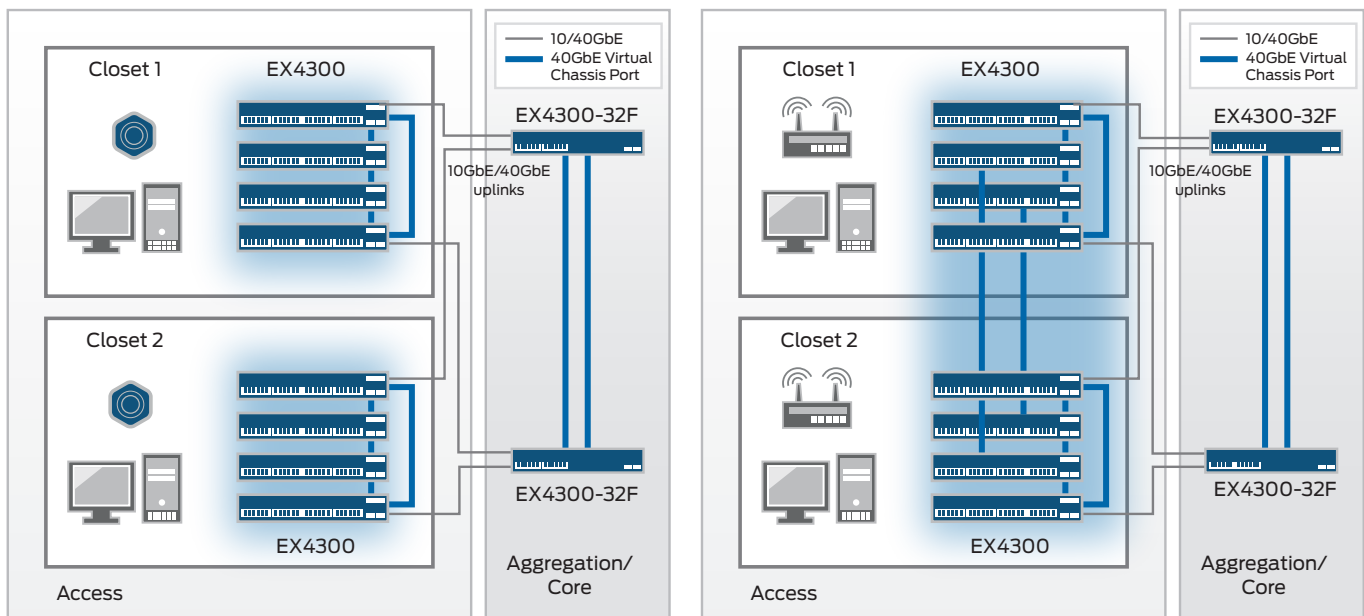 Closet 1
EX4300
10/40GbE
40GbE Virtual
Chassis Port
EX4300-32F
10GbE/40GbE
uplinks
Closet 2
EX4300
EX4300-32F
Access
Aggregation/
Core
Closet 1
EX4300
10/40GbE
40GbE Virtual
Chassis Port
EX4300-32F
10GbE/40GbE
uplinks
Closet 2
EX4300
EX4300-32F
Access
Aggregation/
Core